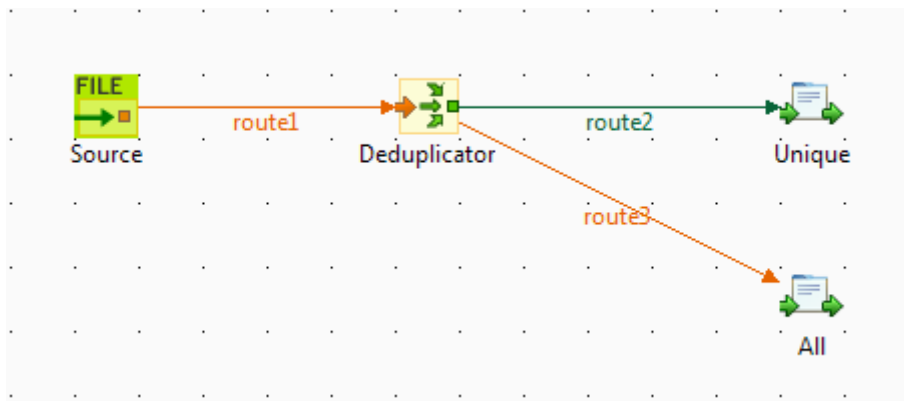 FILE
route1
route2
Source
Deduplicator
Unique
route3
All